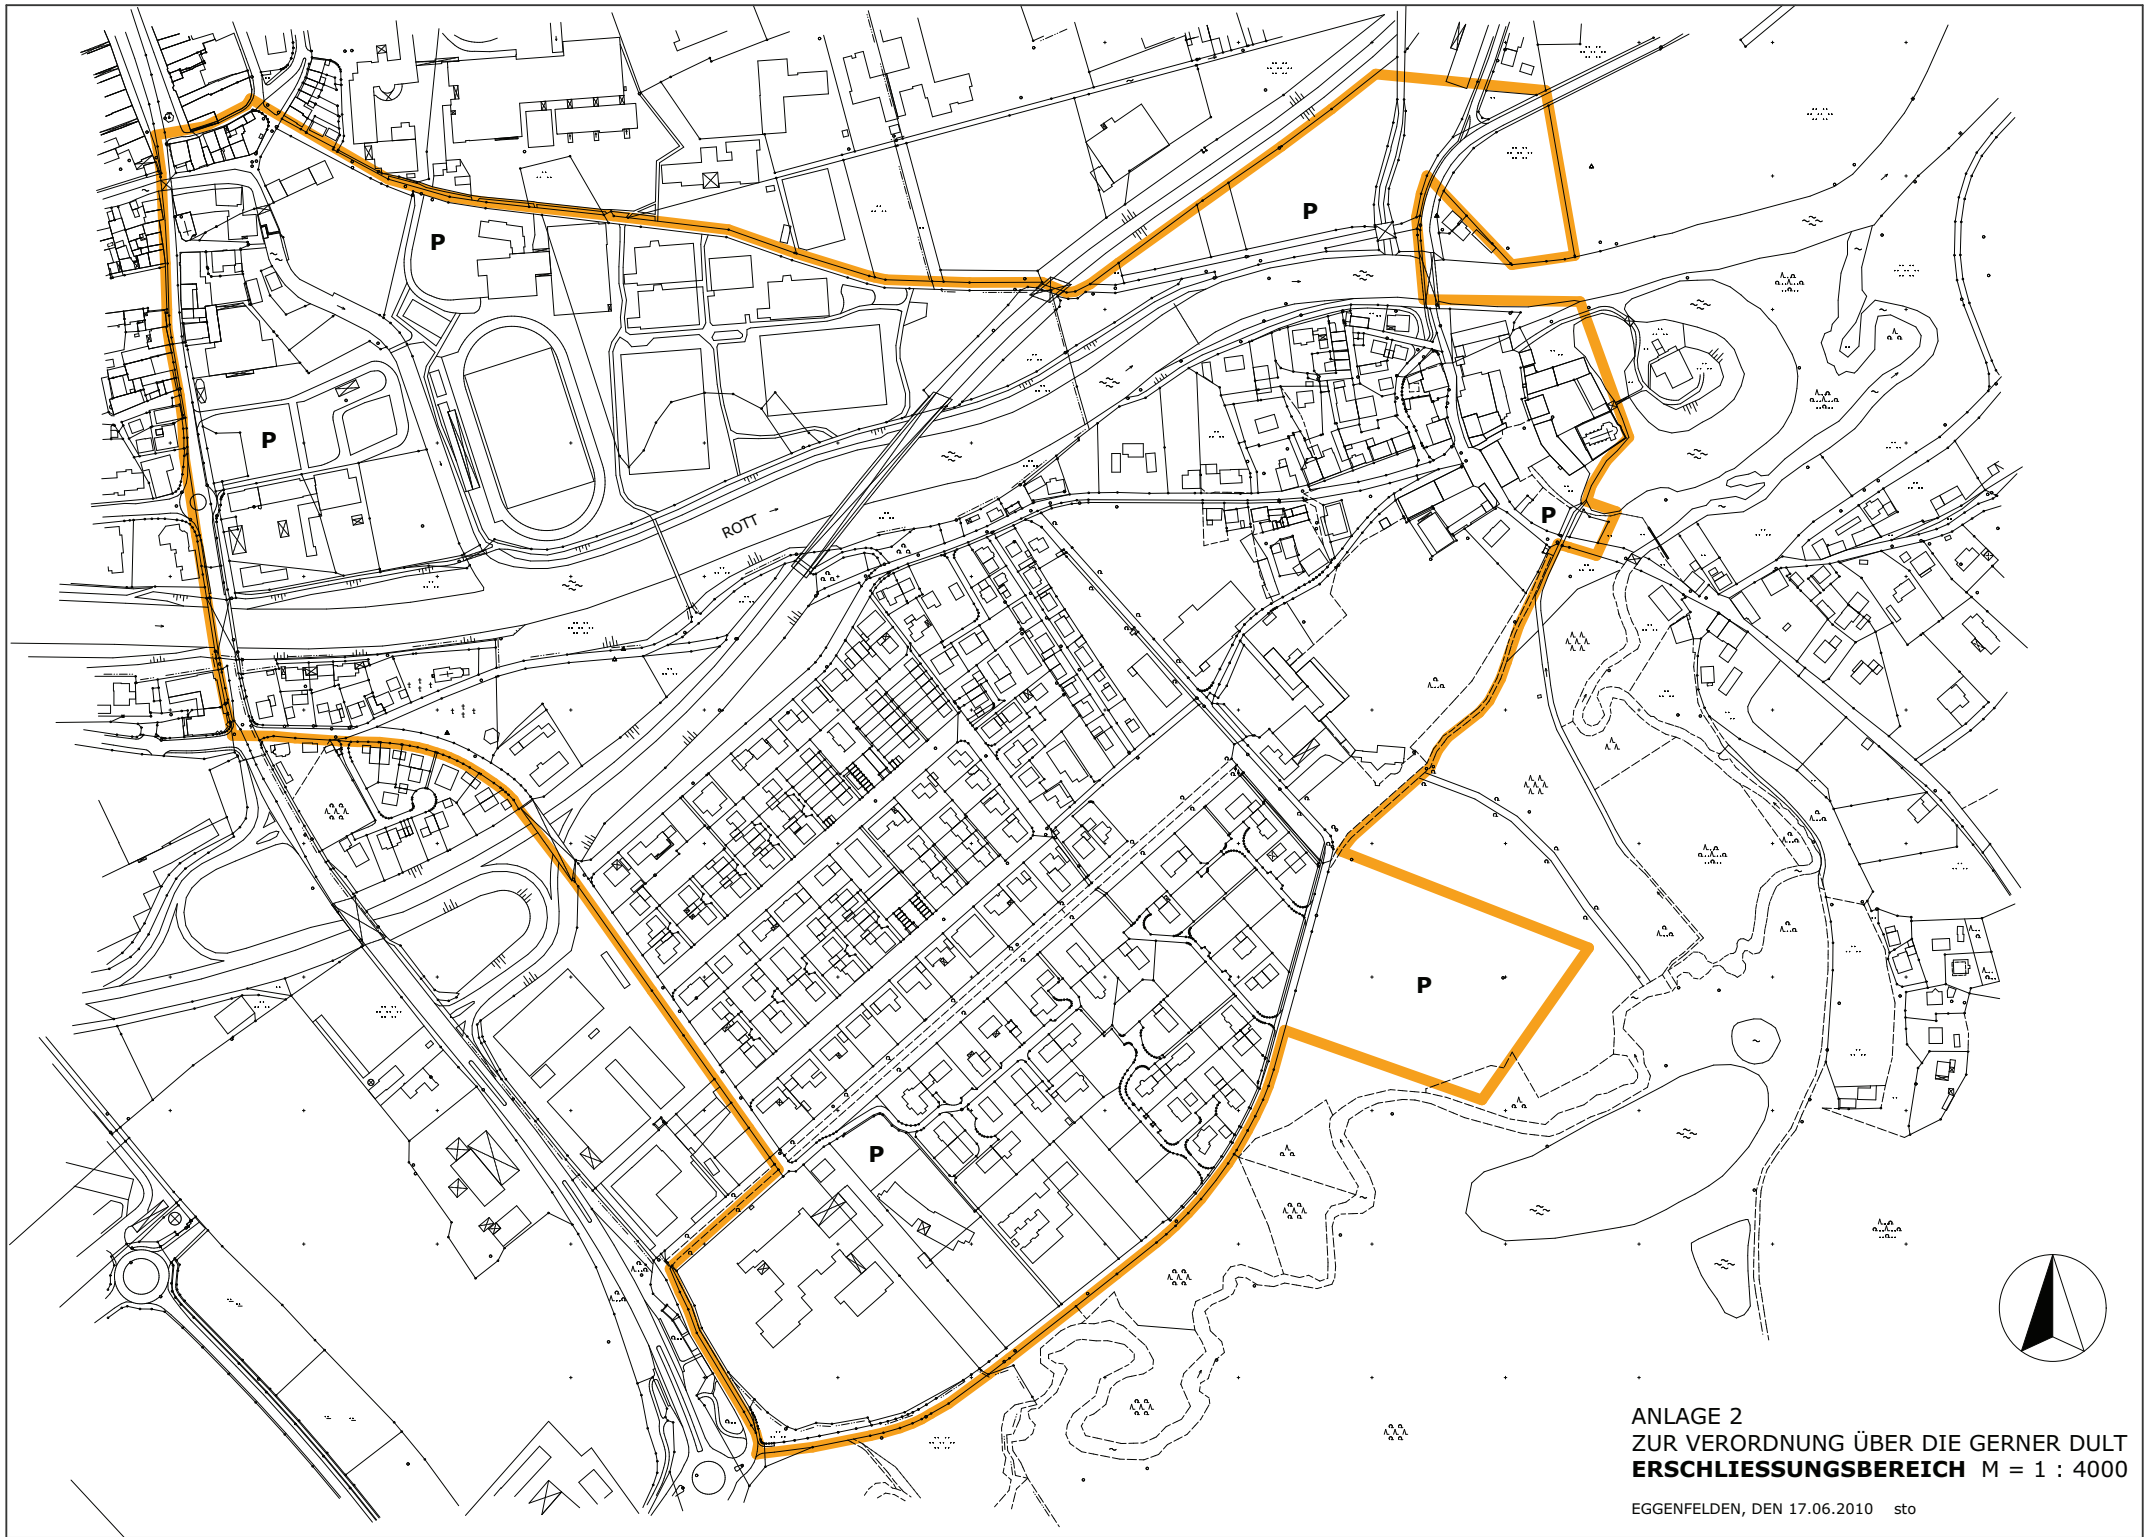 P
P
P
ROTT
P
P
P
ANLAGE 2
ZUR VERORDNUNG ÜBER DIE GERNER DULT
ERSCHLIESSUNGSBEREICH M = 1 : 4000
EGGENFELDEN, DEN 17.06.2010 sto